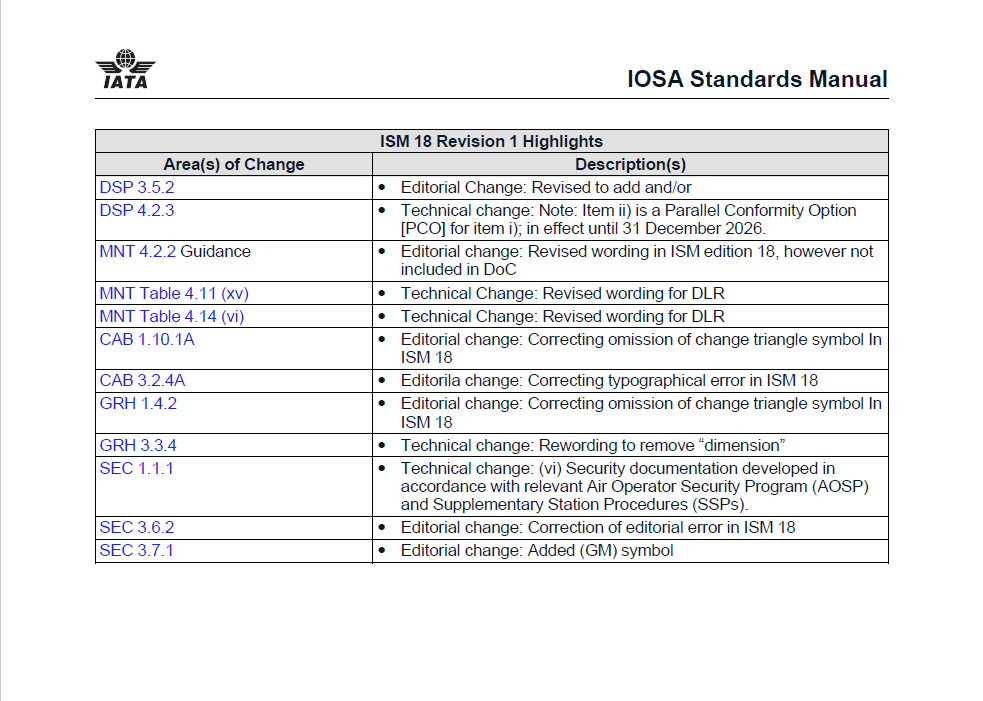 IATA
IOSA Standards Manual
ISM 18 Revision 1 Highlights
Area(s) of Change
Description(s)
DSP 3.5.2
• Editorial Change: Revised to add and/or
DSP 4.2.3
• Technical change: Note: Item ii) is a Parallel Conformity Option
[PCO] for item i); in effect until 31 December 2026.
MNT 4.2.2 Guidance
• Editorial change: Revised wording in ISM edition 18, however not
included in DoC
MNT Table 4.11 (xv)
• Technical Change: Revised wording for DLR
MNT Table 4.14 (vi)
• Technical Change: Revised wording for DLR
CAB 1.10.1A
• Editorial change: Correcting omission of change triangle symbol In
ISM 18
CAB 3.2.4A
• Editorila change: Correcting typographical error in ISM 18
GRH 1.4.2
• Editorial change: Correcting omission of change triangle symbol In
ISM 18
GRH 3.3.4
• Technical change: Rewording to remove “dimension”
SEC 1.1.1
• Technical change: (vi) Security documentation developed in
accordance with relevant Air Operator Security Program (AOSP)
and Supplementary Station Procedures (SSPs).
SEC 3.6.2
• Editorial change: Correction of editorial error in ISM 18
SEC 3.7.1
• Editorial change: Added (GM) symbol